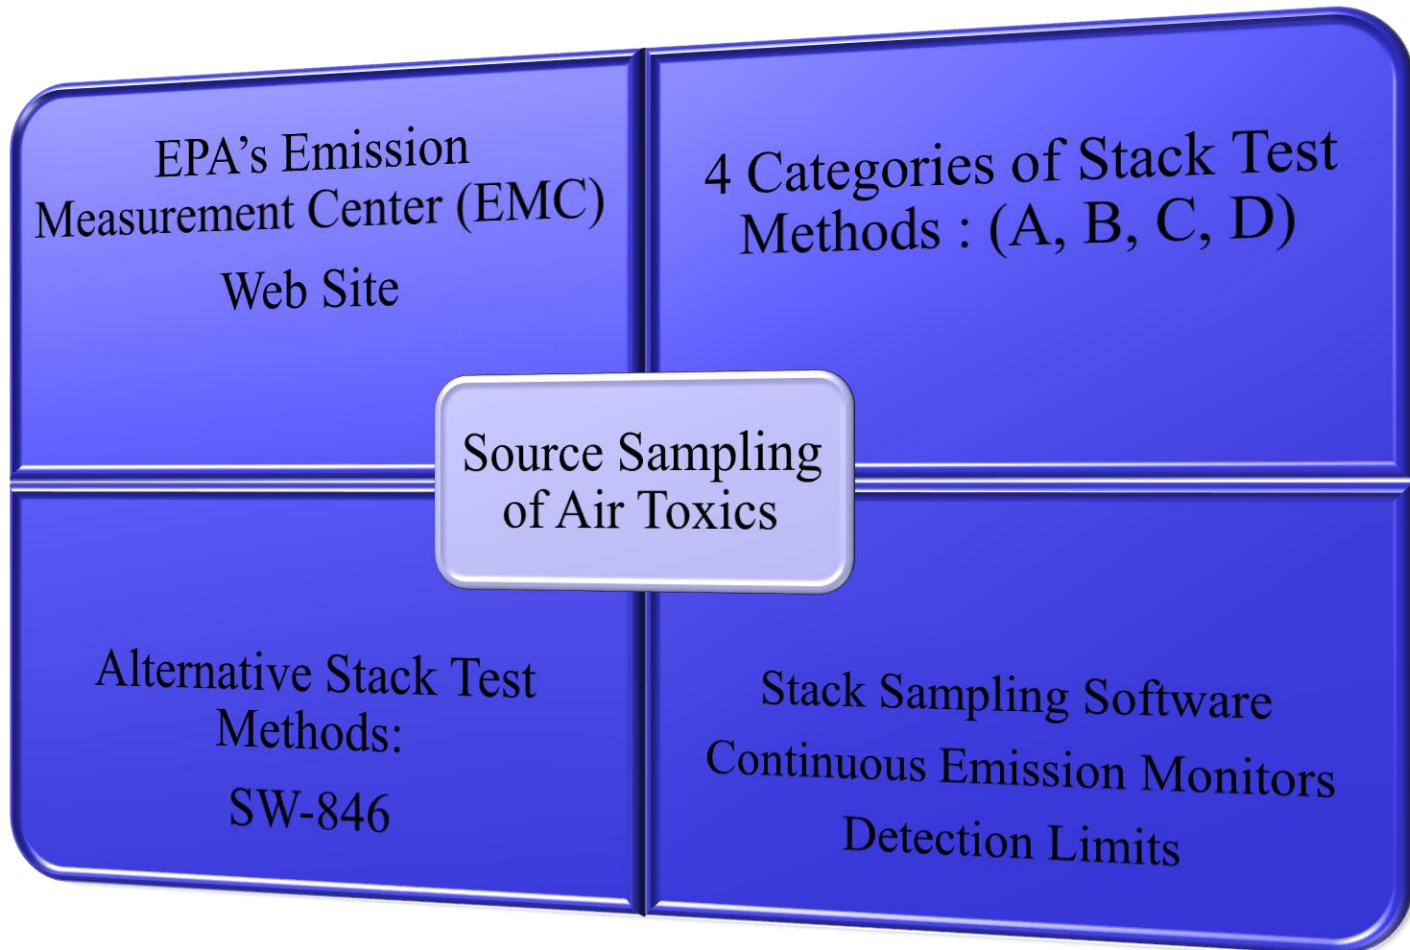 EPA’s Emission
Measurement Center (EMC)
Web Site
4 Categories of Stack Test
Methods : (A, B, C, D)
Source Sampling
of Air Toxics
Alternative Stack Test
Methods:
SW-846
Stack Sampling Software
Continuous Emission Monitors
Detection Limits